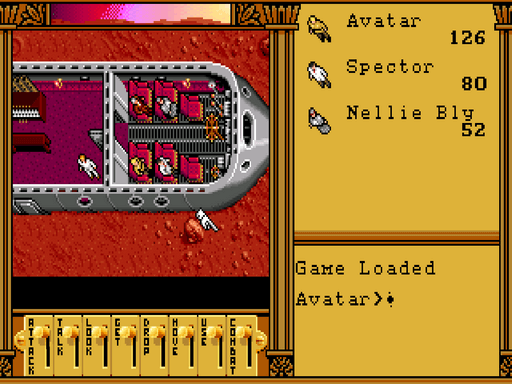 Avatar
126
Spector
80
Nellie Bly
52
Game Loaded
Avatar>
ATTACK
TALK
LOOK
GET
DROP
MOVE
USE
COMBAT